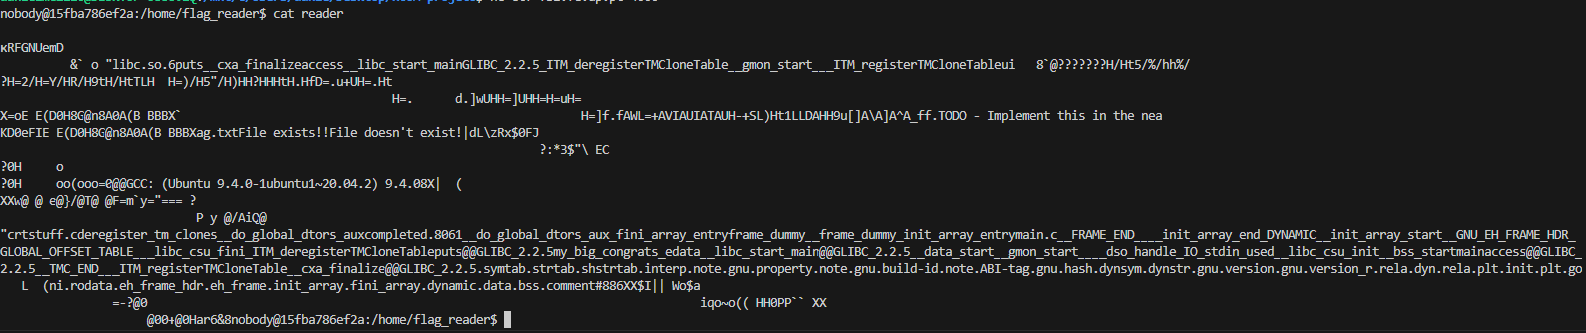 nobody@15fba786ef2a:/home/flag_reader$ cat reader
кRFGNUemD
&` o "libc.so.6puts__cxa_finalizeaccess__libc_start_mainGLIBC_2.2.5_ITM_deregisterTMCloneTable__gmon_start___ITM_registerTMCloneTableui 8`@???????H/Ht5/%/hh%/
?H=2/H=Y/HR/H9tH/HtTLH H=)/H5"/H)HH?HHHtH.HfD=.u+UH=.Ht
H=. d.]wUHH=]UHH=H=uH=
X=oE E(D0H8G@n8A0A(B BBBX` H=]f.fAWL=+AVIAUIATAUH-+SL)Ht1LLDAHH9u[]A\A]A^A_ff.TODO - Implement this in the nea
KD0eFIE E(D0H8G@n8A0A(B BBBXag.txtFile exists!!File doesn't exist!|dL\zRx$0FJ
?:*3$"\ EC
?0H o
?0H oo(ooo=0@@GCC: (Ubuntu 9.4.0-1ubuntu1~20.04.2) 9.4.08X| (
XXw@ @ e@}/@T@ @F=m`y="=== ?
P y @/AiQ@
"crtstuff.cderegister_tm_clones__do_global_dtors_auxcompleted.8061__do_global_dtors_aux_fini_array_entryframe_dummy__frame_dummy_init_array_entrymain.c__FRAME_END____init_array_end_DYNAMIC__init_array_start__GNU_EH_FRAME_HDR_
GLOBAL_OFFSET_TABLE___libc_csu_fini_ITM_deregisterTMCloneTableputs@@GLIBC_2.2.5my_big_congrats_edata__libc_start_main@@GLIBC_2.2.5__data_start__gmon_start____dso_handle_IO_stdin_used__libc_csu_init__bss_startmainaccess@@GLIBC_
2.2.5__TMC_END___ITM_registerTMCloneTable__cxa_finalize@@GLIBC_2.2.5.symtab.strtab.shstrtab.interp.note.gnu.property.note.gnu.build-id.note.ABI-tag.gnu.hash.dynsym.dynstr.gnu.version.gnu.version_r.rela.dyn.rela.plt.init.plt.go
L (ni.rodata.eh_frame_hdr.eh_frame.init_array.fini_array.dynamic.data.bss.comment#886XX$I|| Wo$a
=-?@0 iqo~o(( HH0PP`` XX
@00+@0Har6&8nobody@15fba786ef2a:/home/flag_reader$